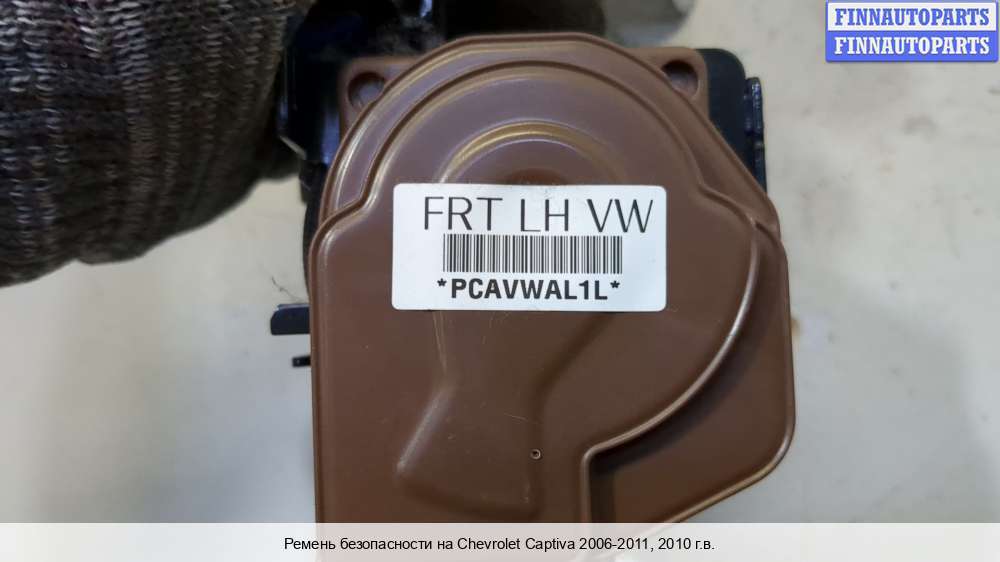 FINNAUTOPARTS
FINNAUTOPARTS
FRT LH VW
*PCAVWAL1L*
Ремень безопасности на Chevrolet Captiva 2006-2011, 2010 г.в.